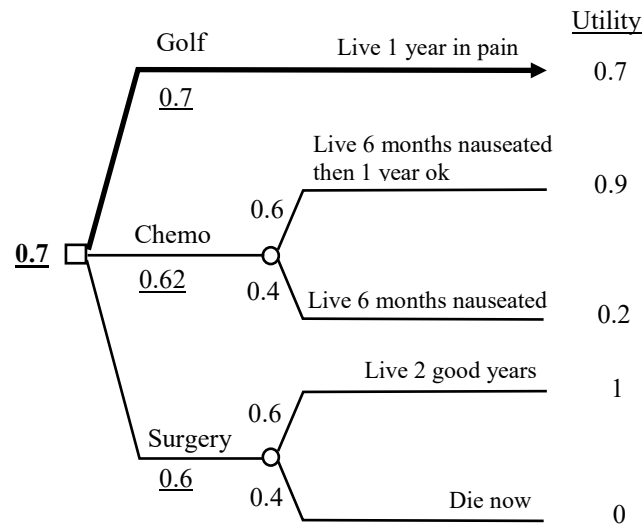 Utility
Golf
Live 1 year in pain
0.7
0.7
Live 6 months nauseated
then 1 year ok
0.9
0.6
Chemo
0.7
0.62
0.4
Live 6 months nauseated
0.2
Live 2 good years
1
0.6
Surgery
0.6
0.4
Die now
0